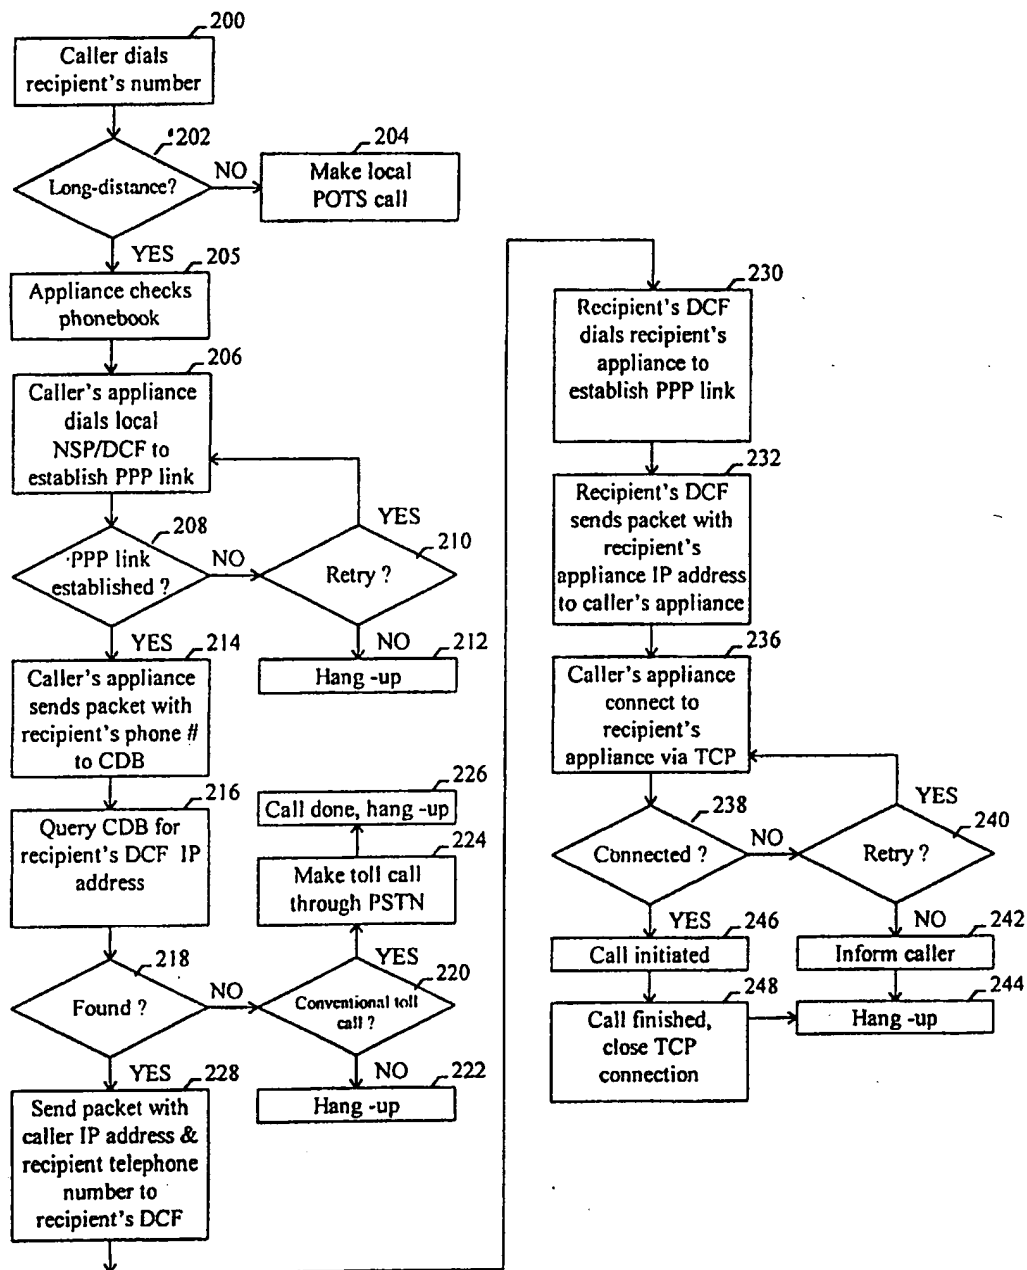 200
Caller dials
recipient's number
202
Long-distance?
NO
204
Make local
POTS call
YES
205
Appliance checks
phonebook
206
Caller's appliance
dials local
NSP/DCF to
establish PPP link
208
PPP link
established ?
NO
YES
210
Retry ?
NO
212
Hang -up
YES
214
Caller's appliance
sends packet with
recipient's phone #
to CDB
216
Query CDB for
recipient's DCF IP
address
226
Call done, hang -up
224
Make toll call
through PSTN
218
Found ?
NO
YES
220
Conventional toll
call ?
NO
222
Hang -up
YES
228
Send packet with
caller IP address &
recipient telephone
number to
recipient's DCF
230
Recipient's DCF
dials recipient's
appliance to
establish PPP link
232
Recipient's DCF
sends packet with
recipient's
appliance IP address
to caller's appliance
236
Caller's appliance
connect to
recipient's
appliance via TCP
238
Connected ?
NO
YES
240
Retry ?
YES
246
Call initiated
NO
242
Inform caller
248
Call finished,
close TCP
connection
244
Hang -up